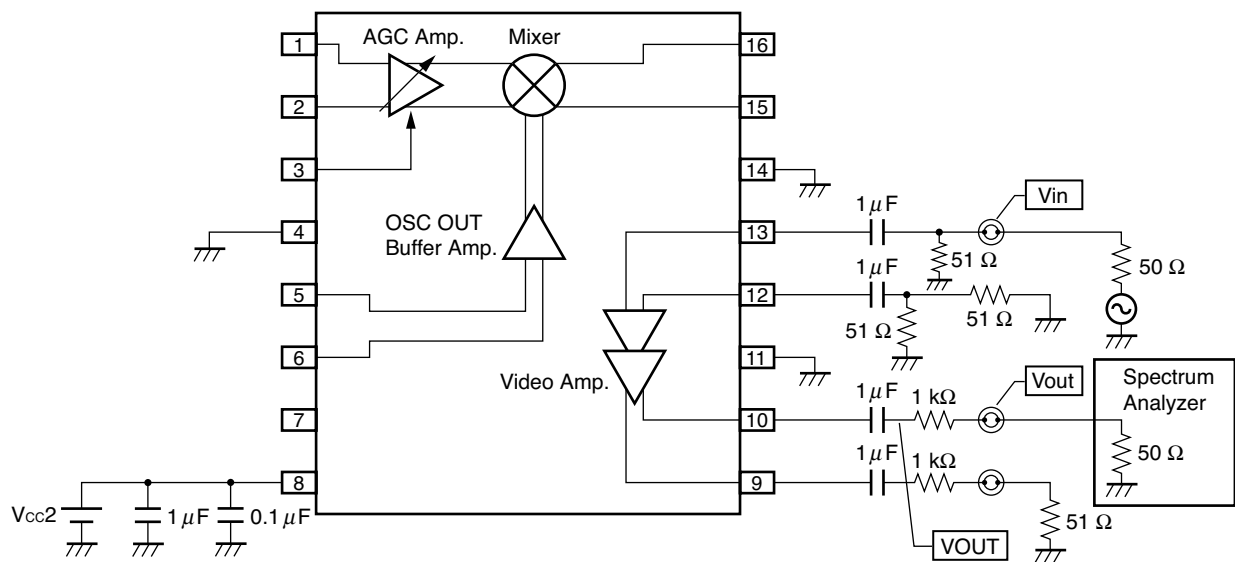 AGC Amp.
Mixer
1
16
2
15
3
14
Vin
1 μF
OSC OUT
Buffer Amp.
4
13
51 Ω
50 Ω
1 μF
5
12
51 Ω
51 Ω
6
11
Video Amp.
1 μF
1 kΩ
Vout
Spectrum
Analyzer
7
10
50 Ω
1 μF
1 kΩ
8
9
VCC2
1 μF
0.1 μF
51 Ω
VOUT